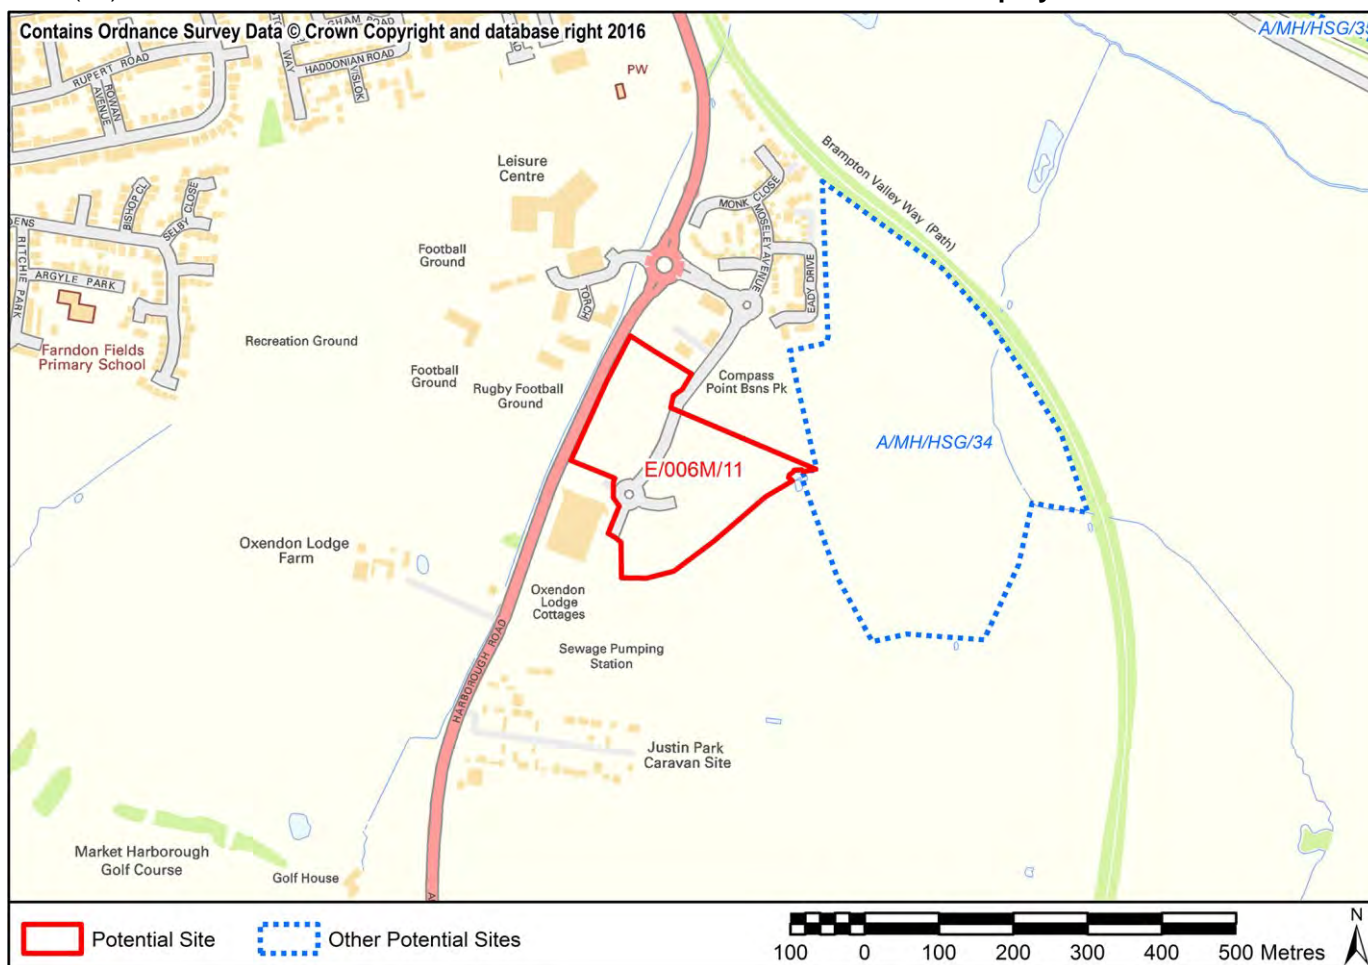 Contains Ordnance Survey Data © Crown Copyright and database right 2016
A/MH/HSG/35
RUPERT ROAD
ROWAN AVENUE
WAY
GHAM ROAD
HADDONIAN ROAD
VISLOK
PW
Brampton Valley Way (Path)
Leisure
Centre
MONK CLOSE
MOSELEY AVENUE
EADY DRIVE
BISHOP CL
SELBY CLOSE
DENS
RITCHIE PARK
ARGYLE PARK
Farndon Fields
Primary School
Football
Ground
TORCH
Recreation Ground
Football
Ground
Rugby Football
Ground
Compass
Point Bsns Pk
E/006M/11
A/MH/HSG/34
Oxendon Lodge
Farm
Oxendon
Lodge
Cottages
HARBOROUGH ROAD
Sewage Pumping
Station
Justin Park
Caravan Site
Market Harborough
Golf Course
Golf House
A
Potential Site
Other Potential Sites
100 0 100 200 300 400 500 Metres
N